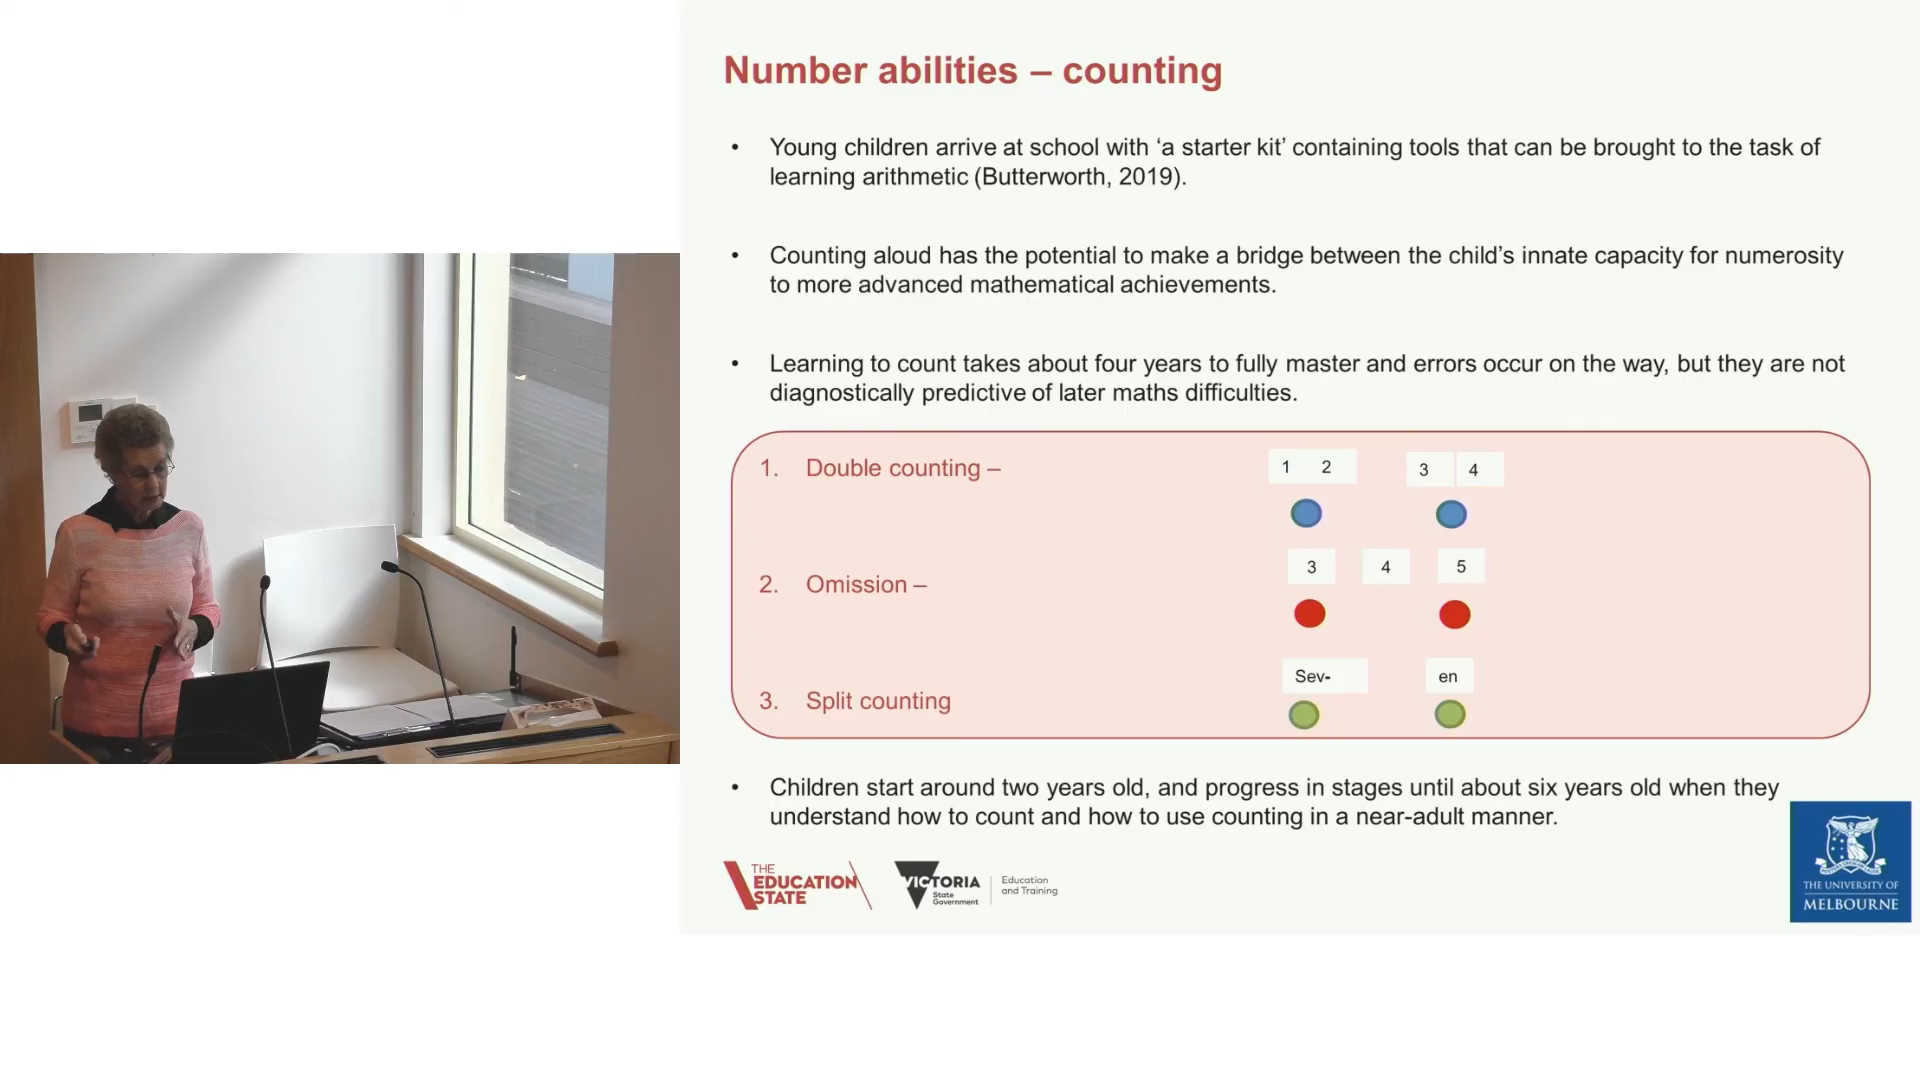 Number abilities – counting
• Young children arrive at school with ‘a starter kit’ containing tools that can be brought to the task of
learning arithmetic (Butterworth, 2019).
• Counting aloud has the potential to make a bridge between the child’s innate capacity for numerosity
to more advanced mathematical achievements.
• Learning to count takes about four years to fully master and errors occur on the way, but they are not
diagnostically predictive of later maths difficulties.
1. Double counting –
1 2 3 4
2. Omission –
3 4 5
3. Split counting
Sev- en
• Children start around two years old, and progress in stages until about six years old when they
understand how to count and how to use counting in a near-adult manner.
THE
EDUCATION
STATE
VICTORIA
State
Government
Education
and Training
THE UNIVERSITY OF
MELBOURNE